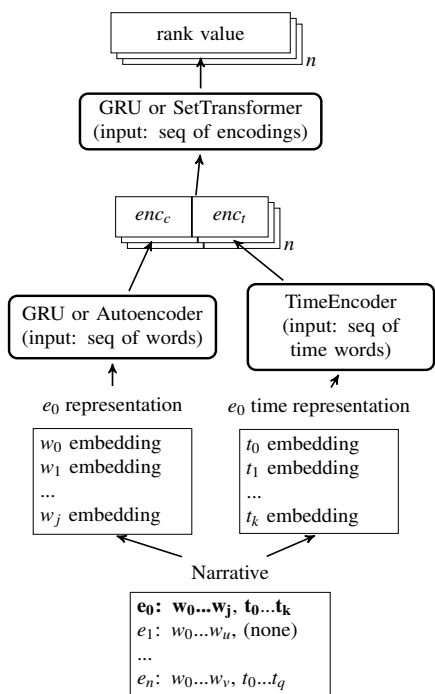 rank value
n
GRU or SetTransformer
(input: seq of encodings)
enc_c enc_t
n
GRU or Autoencoder
(input: seq of words)
TimeEncoder
(input: seq of
time words)
e_0 representation
e_0 time representation
w_0 embedding
w_1 embedding
...
w_j embedding
t_0 embedding
t_1 embedding
...
t_k embedding
Narrative
e_0: w_0...w_j, t_0...t_k
e_1: w_0...w_u, (none)
...
e_n: w_0...w_v, t_0...t_q